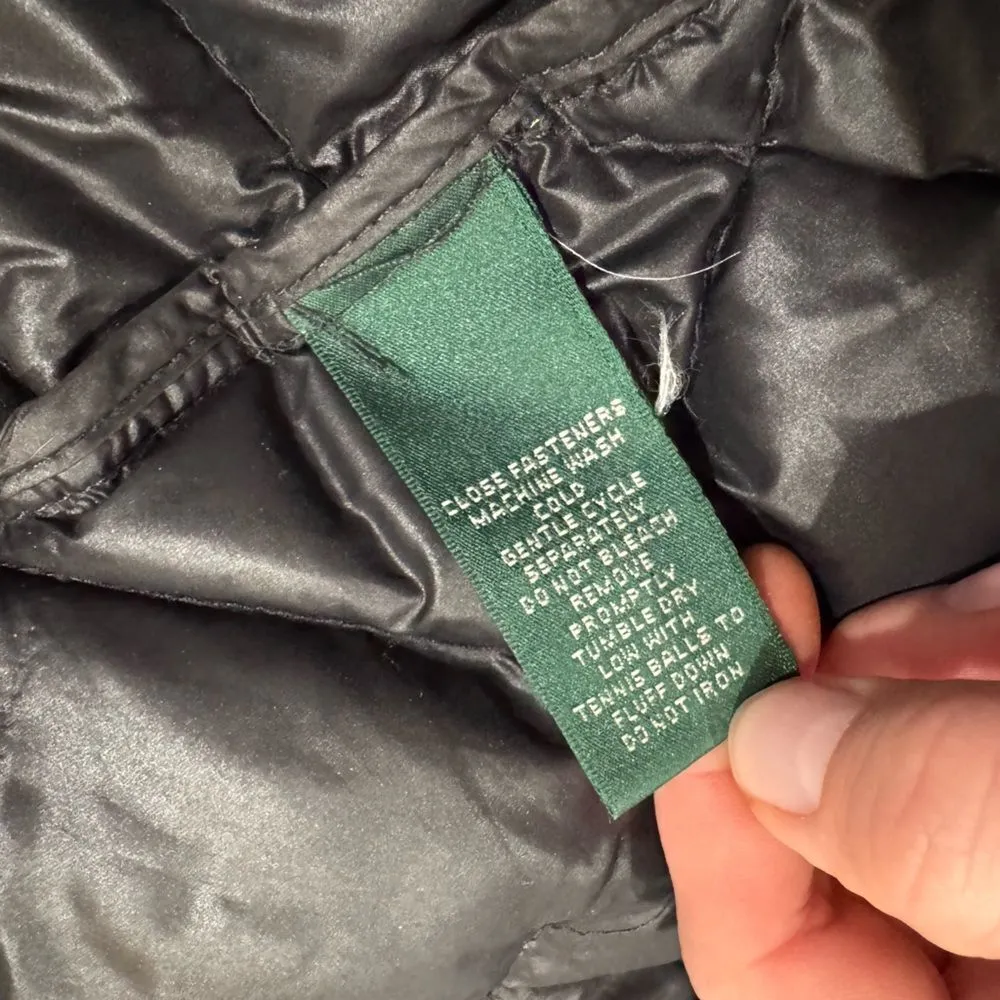 CLOSE FASTENERS
MACHINE WASH
COLD
GENTLE CYCLE
SEPARATELY
DO NOT BLEACH
REMOVE
PROMPTLY
TUMBLE DRY
LOW WITH
TENNIS BALLS TO
FLUFF DOWN
DO NOT IRON